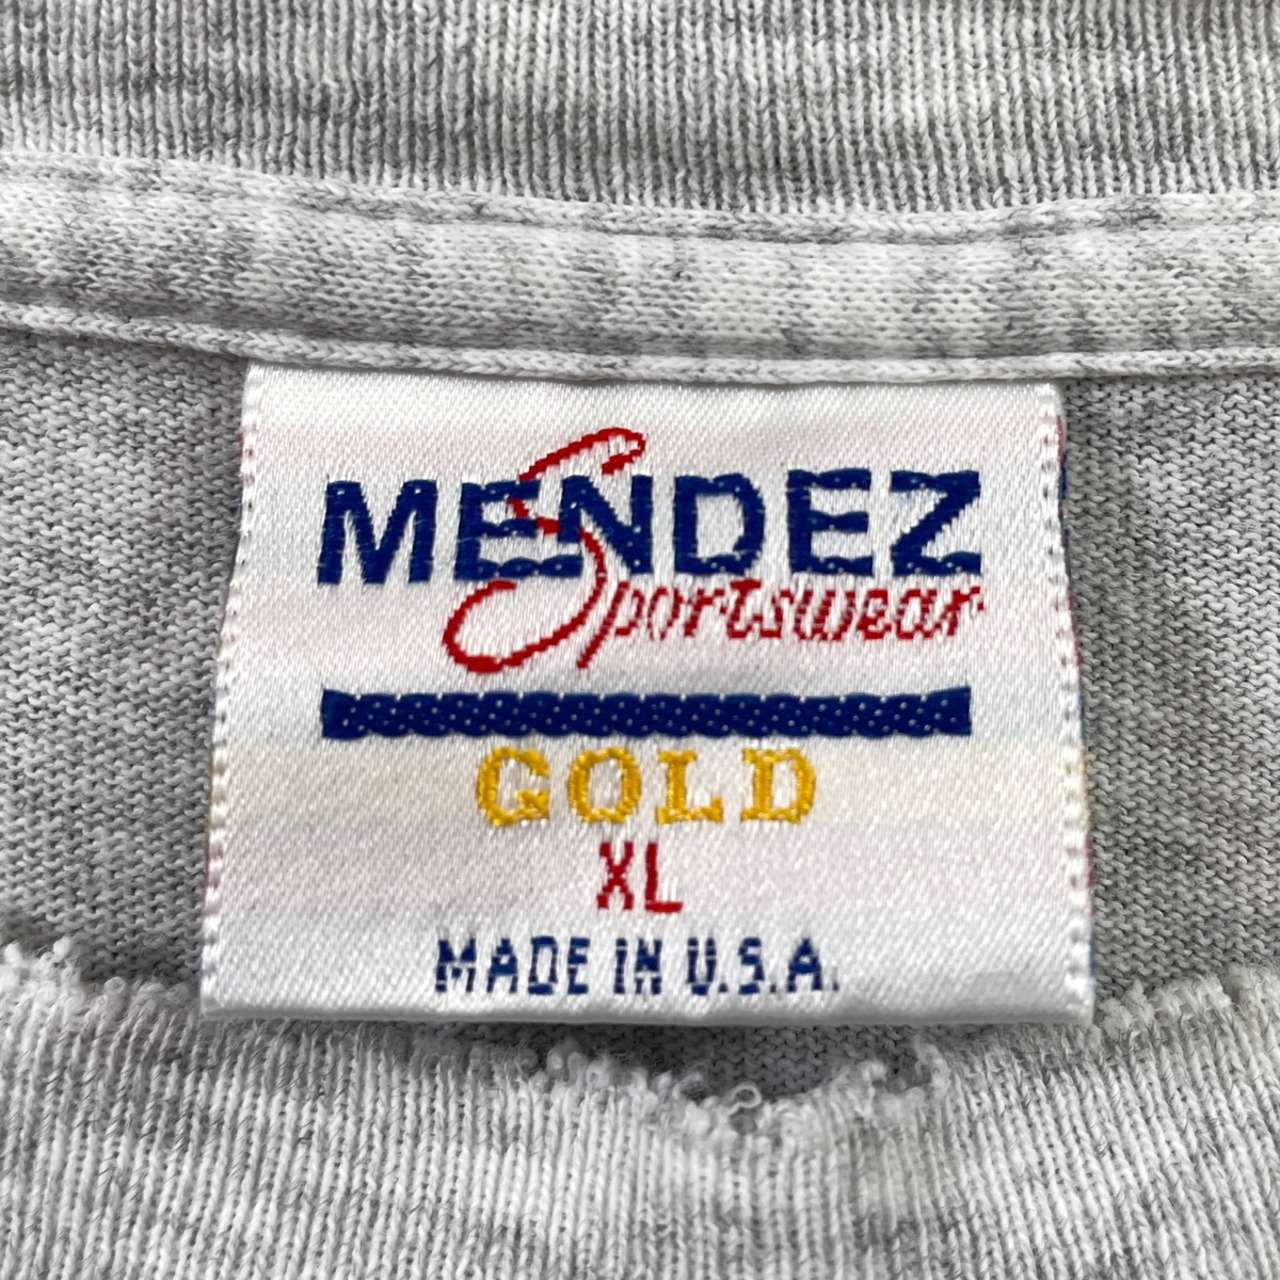 MENDEZ
Sportswear
GOLD
XL
MADE IN U.S.A.